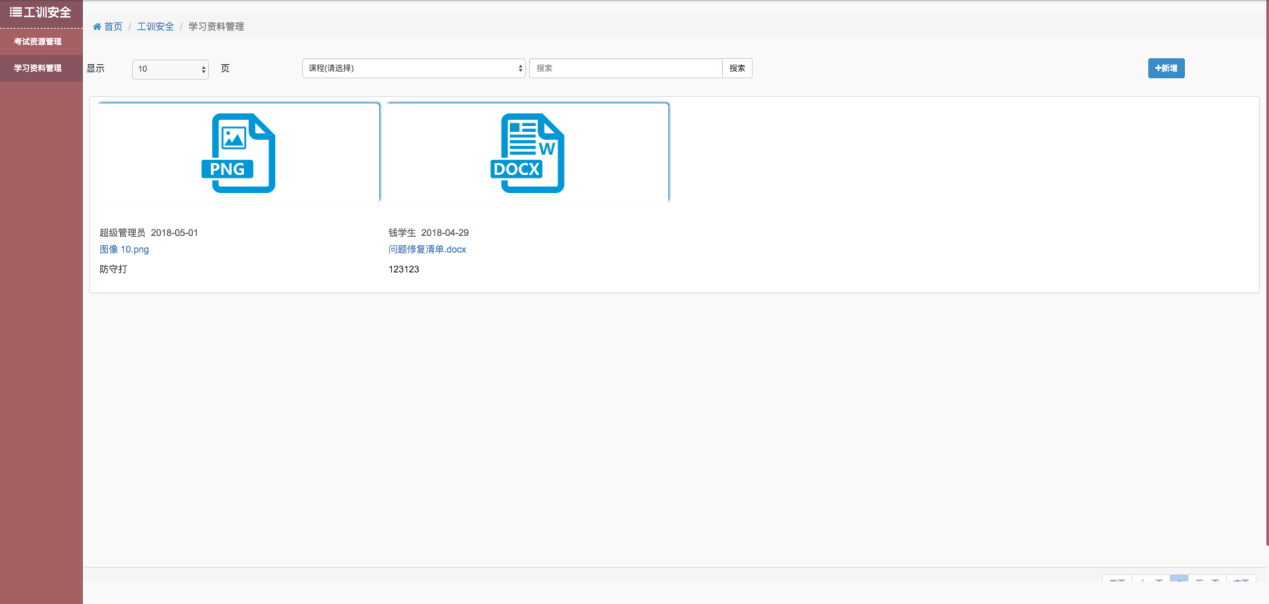 工训安全
考试资源管理
学习资料管理
首页 / 工训安全 / 学习资料管理
显示 10 页 课程(请选择) 搜索 搜索 +新增
PNG
DOCX
W
超级管理员 2018-05-01
图像 10.png
防守打
钱学生 2018-04-29
问题修复清单.docx
123123